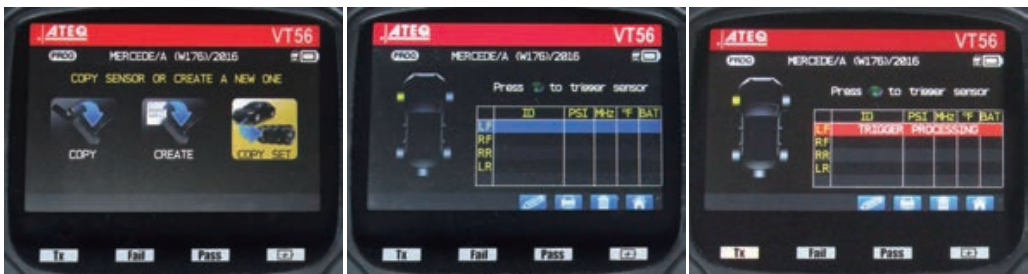 ATEQ VT56
PROG MERCEDE/A (W176)/2016
COPY SENSOR OR CREATE A NEW ONE
COPY CREATE COPY SET
Tx Fail Pass
ATEQ VT56
PROG MERCEDE/A (W176)/2016
Press to trigger sensor
ID PSI MHz °F BAT
LF
RF
RR
LR
Tx Fail Pass
ATEQ VT56
PROG MERCEDE/A (W176)/2016
Press to trigger sensor
ID PSI MHz °F BAT
LF TRIGGER PROCESSING
RF
RR
LR
Tx Fail Pass